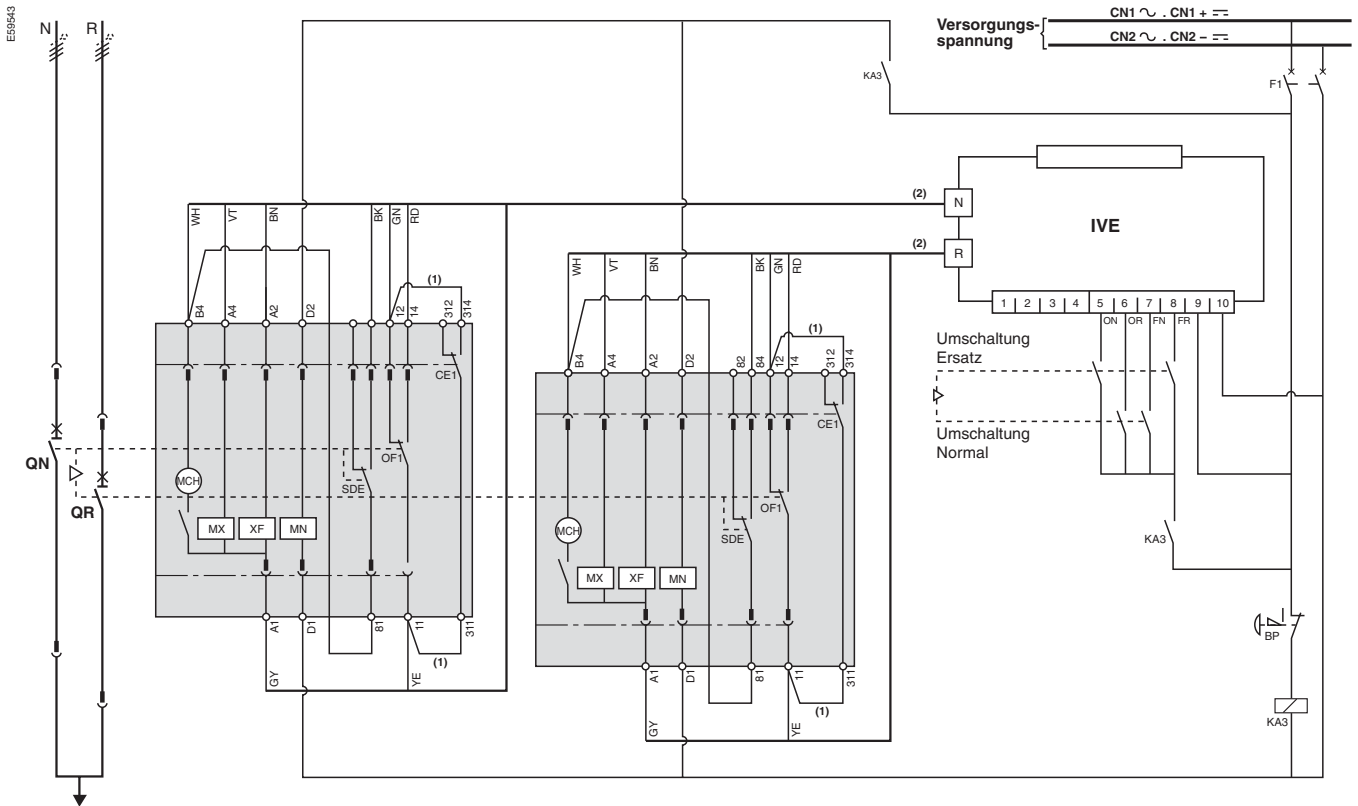 E59543
N
R
Versorgungs-
spannung
CN1 ∿ . CN1 + ⎓
CN2 ∿ . CN2 – ⎓
KA3
F1
(2)
N
(2)
R
IVE
1 2 3 4 5 6 7 8 9 10
ON OR FN FR
Umschaltung
Ersatz
Umschaltung
Normal
KA3
BP
KA3
WH VT BN BK GN RD
(1)
B4 A4 A2 D2 12 14 312 314
CE1
OF1
SDE
MCH
MX XF MN
A1 D1 81 11 311
(1)
GY YE
QN
QR
WH VT BN BK GN RD
(1)
B4 A4 A2 D2 82 84 12 14 312 314
CE1
OF1
SDE
MCH
MX XF MN
A1 D1 81 11 311
(1)
GY YE